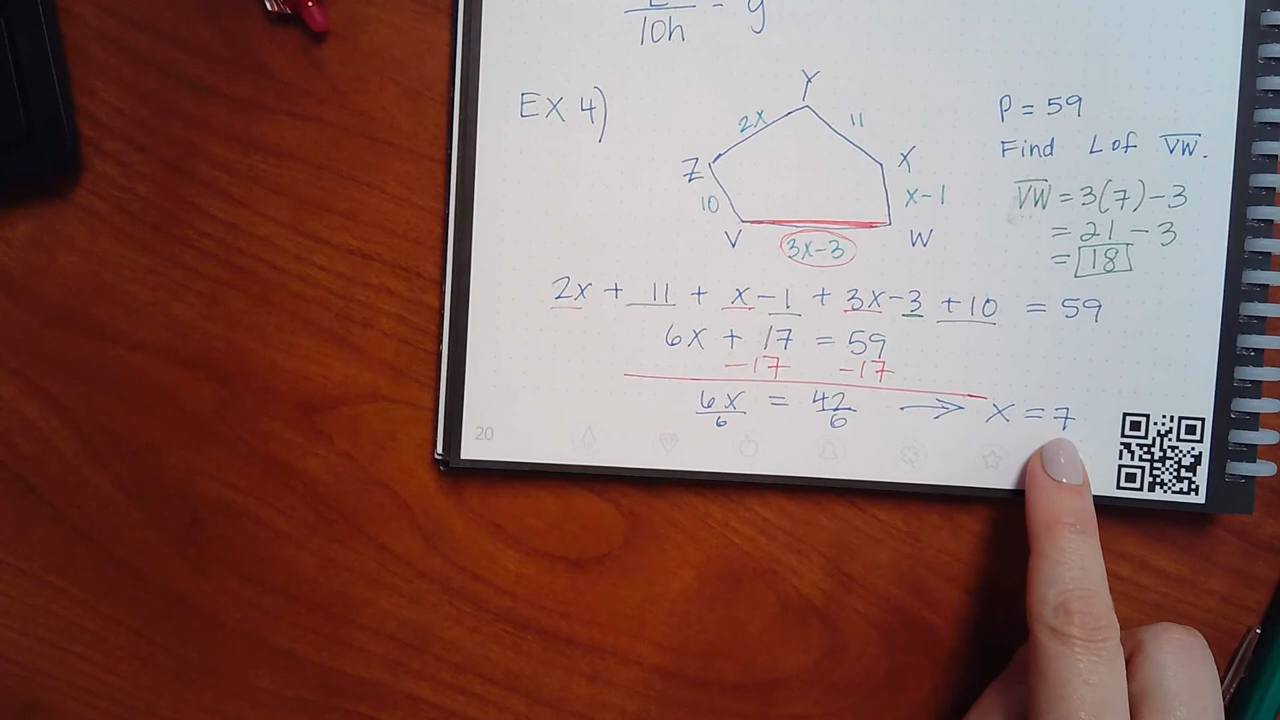 10h
= 9
EX 4)
Y
2x
11
Z
X
10
x-1
V
3x-3
W
P = 59
Find L of VW.
VW = 3(7)-3
= 21 - 3
= 18
2x + 11 + x-1 + 3x-3 +10 = 59
6x + 17 = 59
-17 -17
6x/6 = 42/6 → x = 7
20